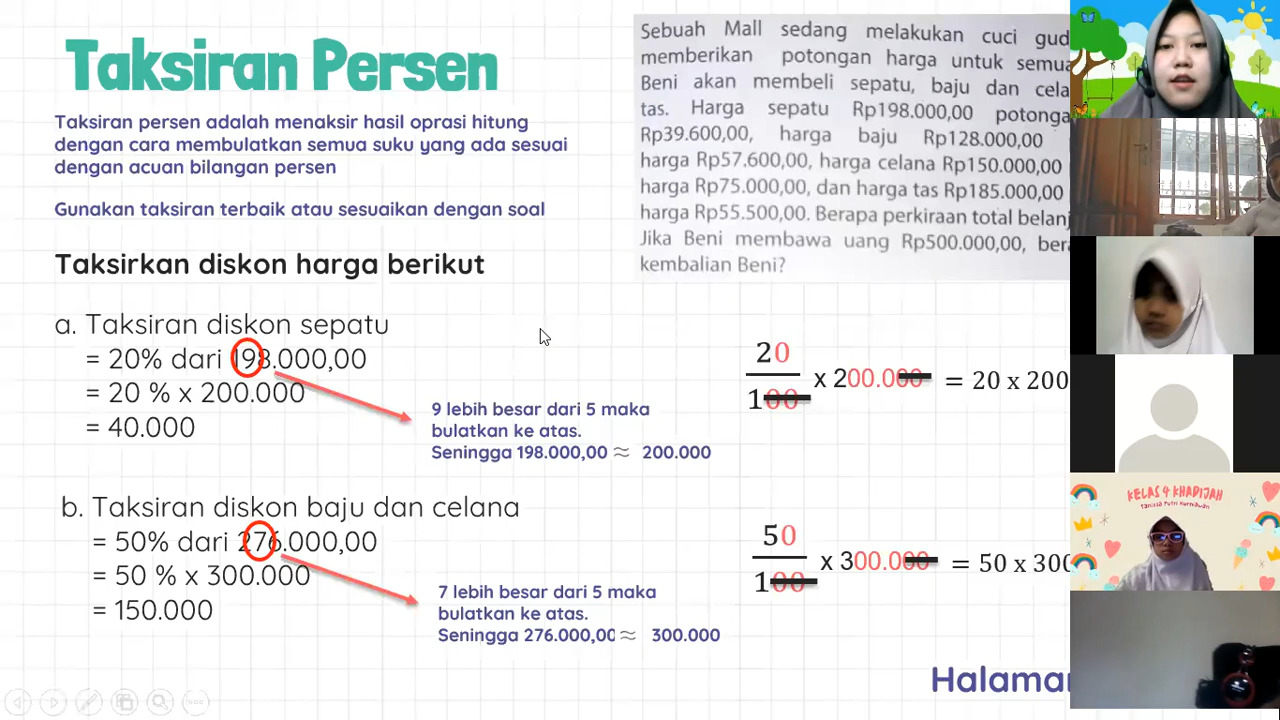 Taksiran Persen
Taksiran persen adalah menaksir hasil oprasi hitung
dengan cara membulatkan semua suku yang ada sesuai
dengan acuan bilangan persen
Gunakan taksiran terbaik atau sesuaikan dengan soal
Taksirkan diskon harga berikut
a. Taksiran diskon sepatu
= 20% dari 198.000,00
= 20 % x 200.000
= 40.000
9 lebih besar dari 5 maka
bulatkan ke atas.
Seningga 198.000,00 ≈ 200.000
b. Taksiran diskon baju dan celana
= 50% dari 276.000,00
= 50 % x 300.000
= 150.000
7 lebih besar dari 5 maka
bulatkan ke atas.
Seningga 276.000,00 ≈ 300.000
Sebuah Mall sedang melakukan cuci gud
memberikan potongan harga untuk semua
Beni akan membeli sepatu, baju dan cela
tas. Harga sepatu Rp198.000,00 potonga
Rp39.600,00, harga baju Rp128.000,00
harga Rp57.600,00, harga celana Rp150.000,00
harga Rp75.000,00, dan harga tas Rp185.000,00
harga Rp55.500,00. Berapa perkiraan total belanj
Jika Beni membawa uang Rp500.000,00, ber
kembalian Beni?
20
100 x 200.000 = 20 x 200
50
100 x 300.000 = 50 x 300
Halama
KELAS 4 KHADIJAH
Tanissa Putri Kurniawan